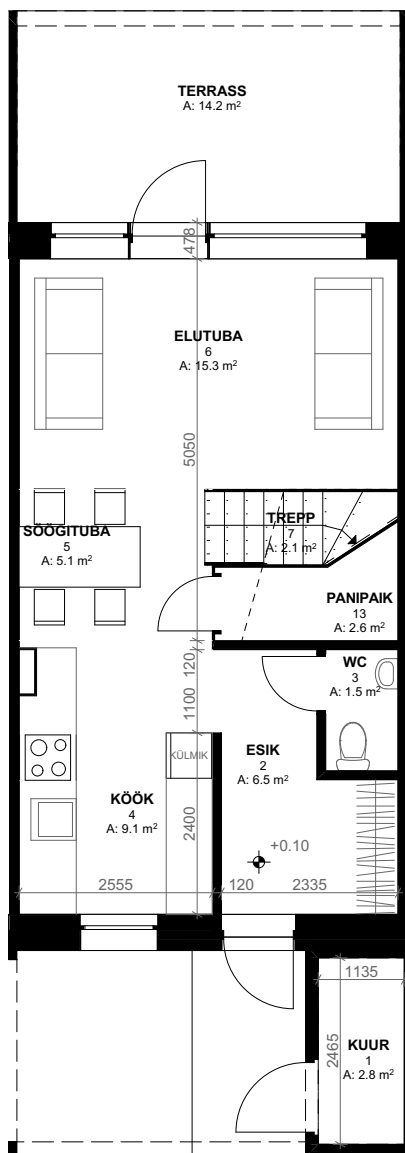 TERRASS
A: 14.2 m²
478
ELUTUBA
6
A: 15.3 m²
5050
TREPP
7
A: 2.1 m²
SÖÖGITUBA
5
A: 5.1 m²
PANIPAIK
13
A: 2.6 m²
120
WC
3
A: 1.5 m²
1100
ESIK
2
A: 6.5 m²
KÜLMIK
KÖÖK
4
A: 9.1 m²
2400
+0.10
2555
120
2335
1135
2465
KUUR
1
A: 2.8 m²